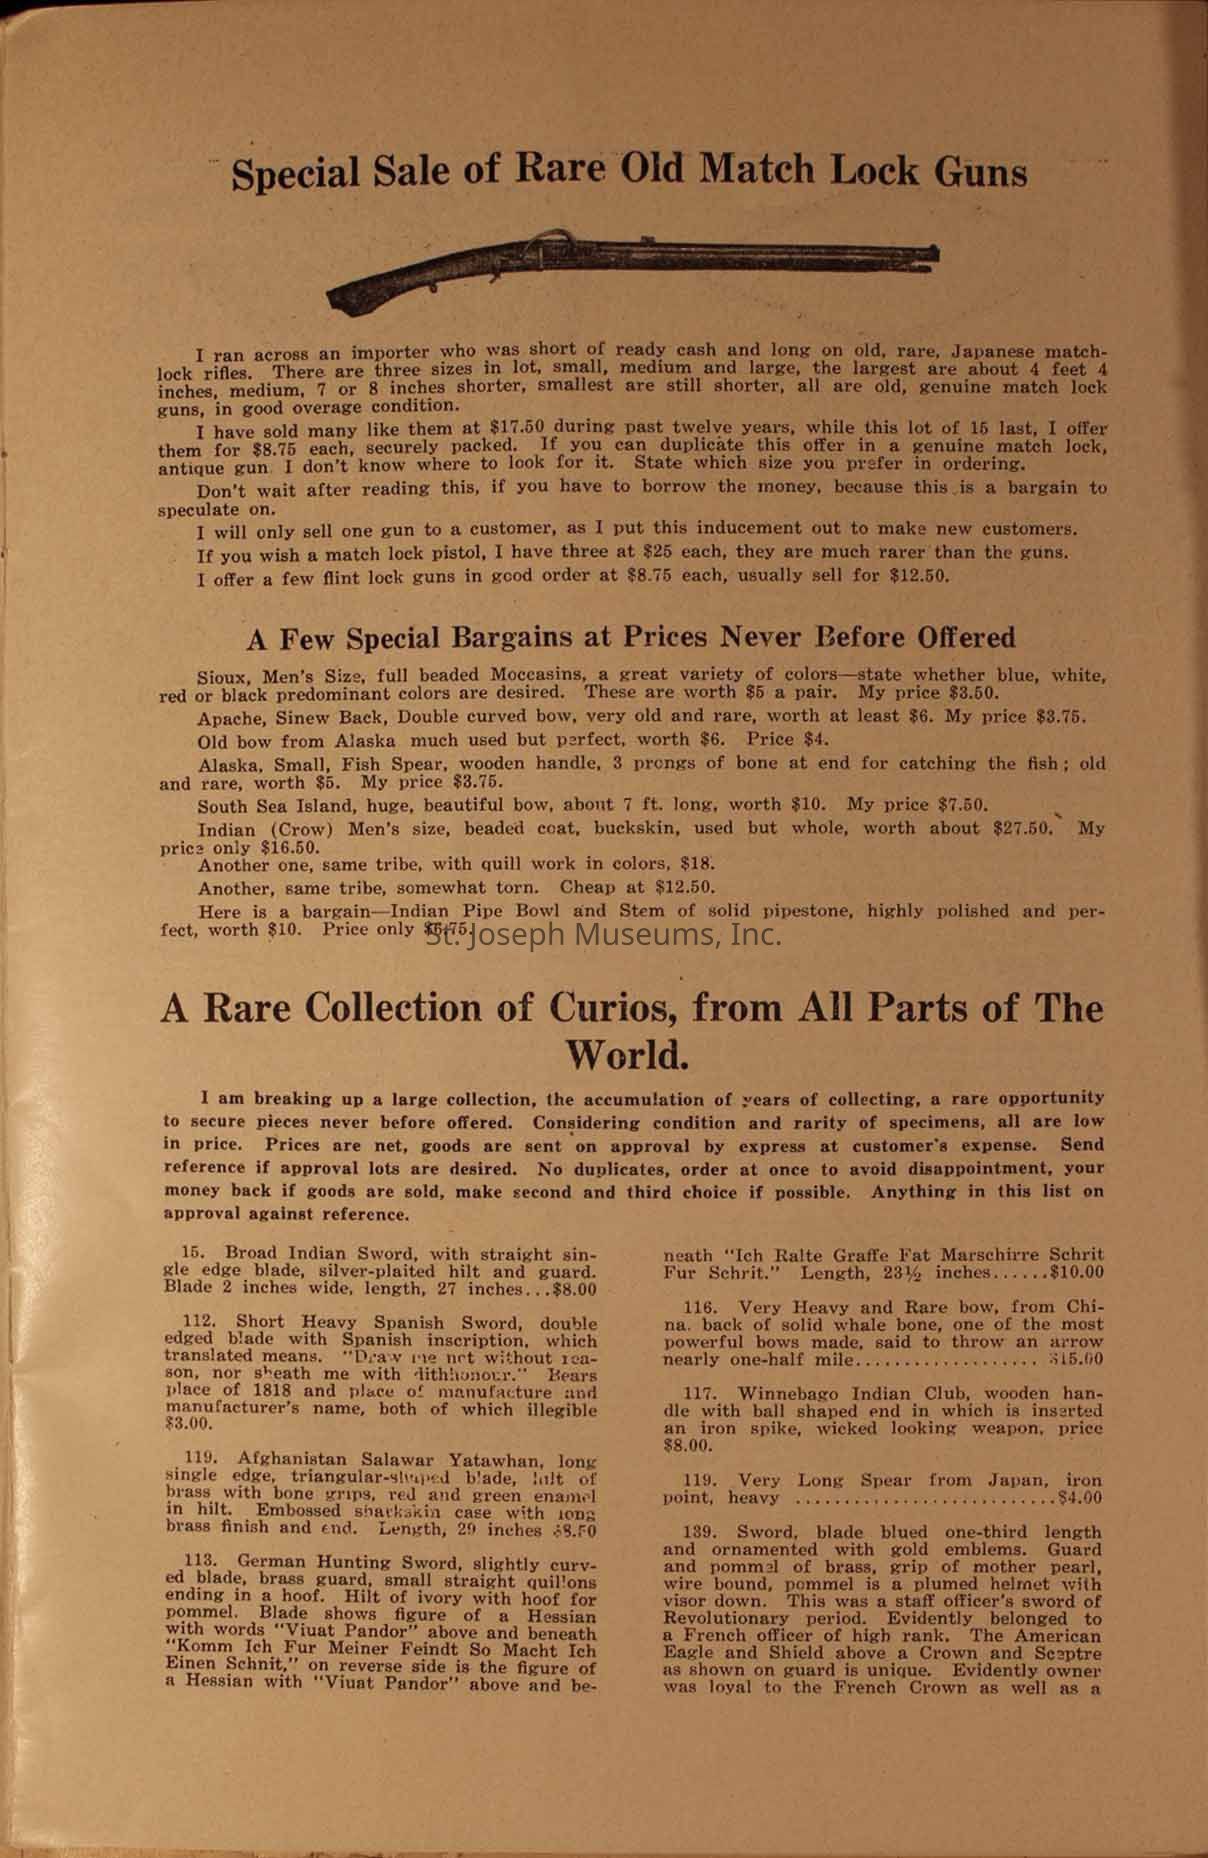 Special Sale of Rare Old Match Lock Guns
I ran across an importer who was short of ready cash and long on old, rare, Japanese match-
lock rifles. There are three sizes in lot, small, medium and large, the largest are about 4 feet 4
inches, medium, 7 or 8 inches shorter, smallest are still shorter, all are old, genuine match lock
guns, in good overage condition.
I have sold many like them at $17.50 during past twelve years, while this lot of 15 last, I offer
them for $8.75 each, securely packed. If you can duplicate this offer in a genuine match lock,
antique gun I don't know where to look for it. State which size you prefer in ordering.
Don't wait after reading this, if you have to borrow the money, because this is a bargain to
speculate on.
I will only sell one gun to a customer, as I put this inducement out to make new customers.
If you wish a match lock pistol, I have three at $25 each, they are much rarer than the guns.
I offer a few flint lock guns in good order at $8.75 each, usually sell for $12.50.
A Few Special Bargains at Prices Never Before Offered
Sioux, Men's Size, full beaded Moccasins, a great variety of colors—state whether blue, white,
red or black predominant colors are desired. These are worth $5 a pair. My price $3.50.
Apache, Sinew Back, Double curved bow, very old and rare, worth at least $6. My price $3.75.
Old bow from Alaska much used but perfect, worth $6. Price $4.
Alaska, Small, Fish Spear, wooden handle, 3 prongs of bone at end for catching the fish; old
and rare, worth $5. My price $3.75.
South Sea Island, huge, beautiful bow, about 7 ft. long, worth $10. My price $7.50.
Indian (Crow) Men's size, beaded coat, buckskin, used but whole, worth about $27.50. My
price only $16.50.
Another one, same tribe, with quill work in colors, $18.
Another, same tribe, somewhat torn. Cheap at $12.50.
Here is a bargain—Indian Pipe Bowl and Stem of solid pipestone, highly polished and per-
fect, worth $10. Price only
St. Joseph Museums, Inc.
A Rare Collection of Curios, from All Parts of The
World.
I am breaking up a large collection, the accumulation of years of collecting, a rare opportunity
to secure pieces never before offered. Considering condition and rarity of specimens, all are low
in price. Prices are net, goods are sent on approval by express at customer's expense. Send
reference if approval lots are desired. No duplicates, order at once to avoid disappointment, your
money back if goods are sold, make second and third choice if possible. Anything in this list on
approval against reference.
15. Broad Indian Sword, with straight sin-
gle edge blade, silver-plaited hilt and guard.
Blade 2 inches wide, length, 27 inches...$8.00
112. Short Heavy Spanish Sword, double
edged blade with Spanish inscription, which
translated means. "Draw me not without rea-
son, nor sheath me with dithhonour." Bears
place of 1818 and place of manufacture and
manufacturer's name, both of which illegible
$3.00.
119. Afghanistan Salawar Yatawhan, long
single edge, triangular-shaped blade, hilt of
brass with bone grips, red and green enamel
in hilt. Embossed sharkskin case with long
brass finish and end. Length, 29 inches $8.50
113. German Hunting Sword, slightly curv-
ed blade, brass guard, small straight quillons
ending in a hoof. Hilt of ivory with hoof for
pommel. Blade shows figure of a Hessian
with words "Viuat Pandor" above and beneath
"Komm Ich Fur Meiner Feindt So Macht Ich
Einen Schnit," on reverse side is the figure of
a Hessian with "Viuat Pandor" above and be-
neath "Ich Ralte Graffe Fat Marschirre Schrit
Fur Schrit." Length, 23½ inches......$10.00
116. Very Heavy and Rare bow, from Chi-
na. back of solid whale bone, one of the most
powerful bows made, said to throw an arrow
nearly one-half mile................... $15.00
117. Winnebago Indian Club, wooden han-
dle with ball shaped end in which is inserted
an iron spike, wicked looking weapon, price
$8.00.
119. Very Long Spear from Japan, iron
point, heavy ..........................$4.00
139. Sword, blade blued one-third length
and ornamented with gold emblems. Guard
and pommel of brass, grip of mother pearl,
wire bound, pommel is a plumed helmet with
visor down. This was a staff officer's sword of
Revolutionary period. Evidently belonged to
a French officer of high rank. The American
Eagle and Shield above a Crown and Sceptre
as shown on guard is unique. Evidently owner
was loyal to the French Crown as well as a